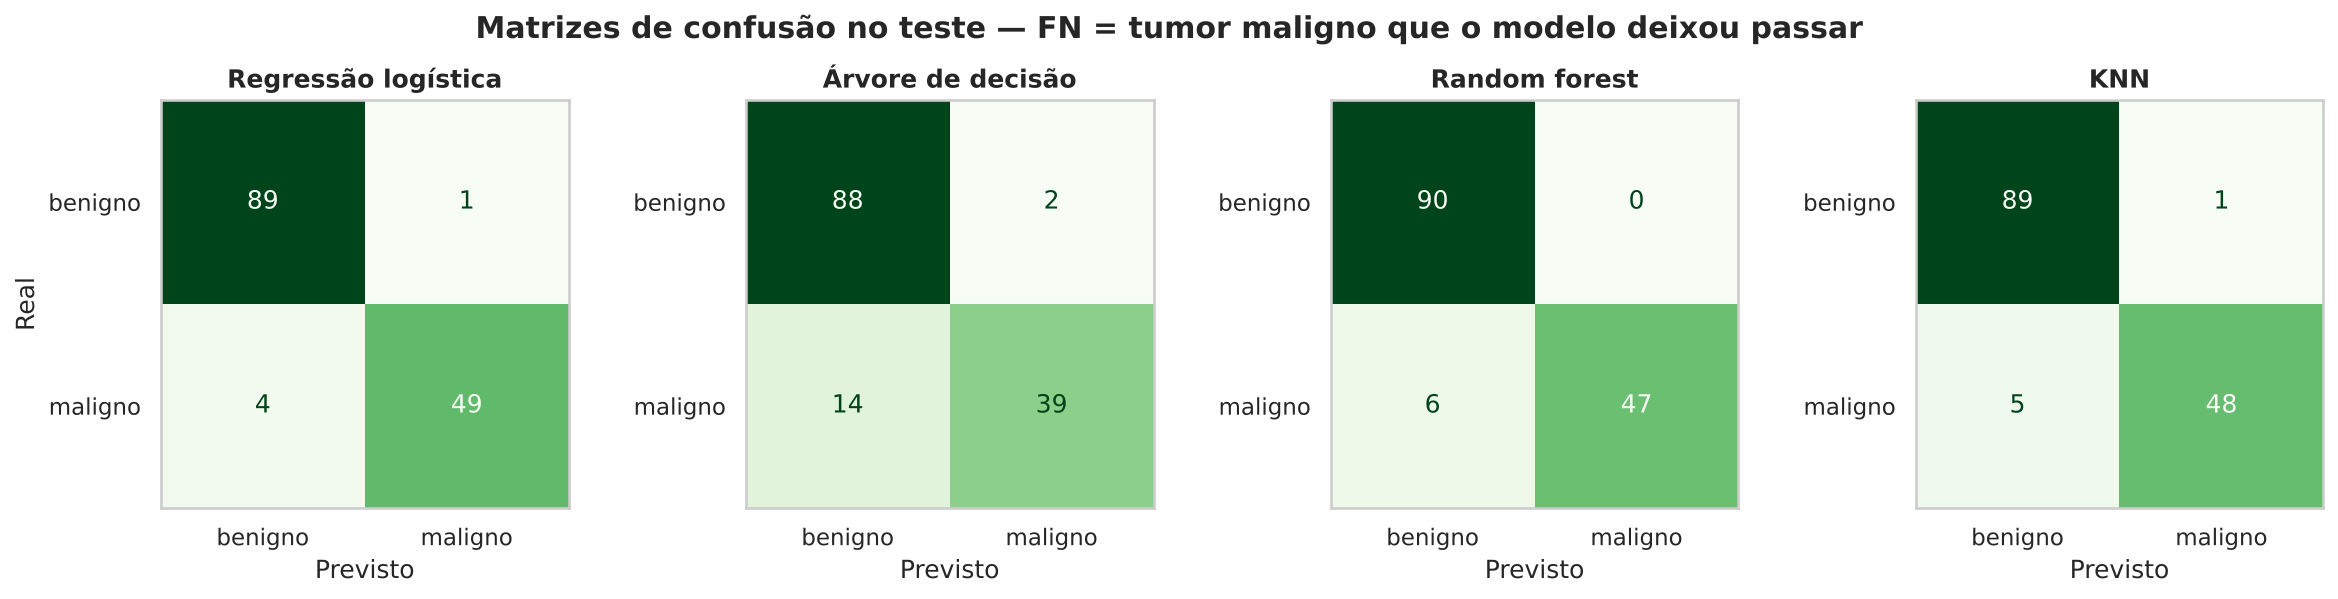 Matrizes de confusão no teste — FN = tumor maligno que o modelo deixou passar
Regressão logística
Real
benigno
89
1
maligno
4
49
benigno
maligno
Previsto
Árvore de decisão
benigno
88
2
maligno
14
39
benigno
maligno
Previsto
Random forest
benigno
90
0
maligno
6
47
benigno
maligno
Previsto
KNN
benigno
89
1
maligno
5
48
benigno
maligno
Previsto